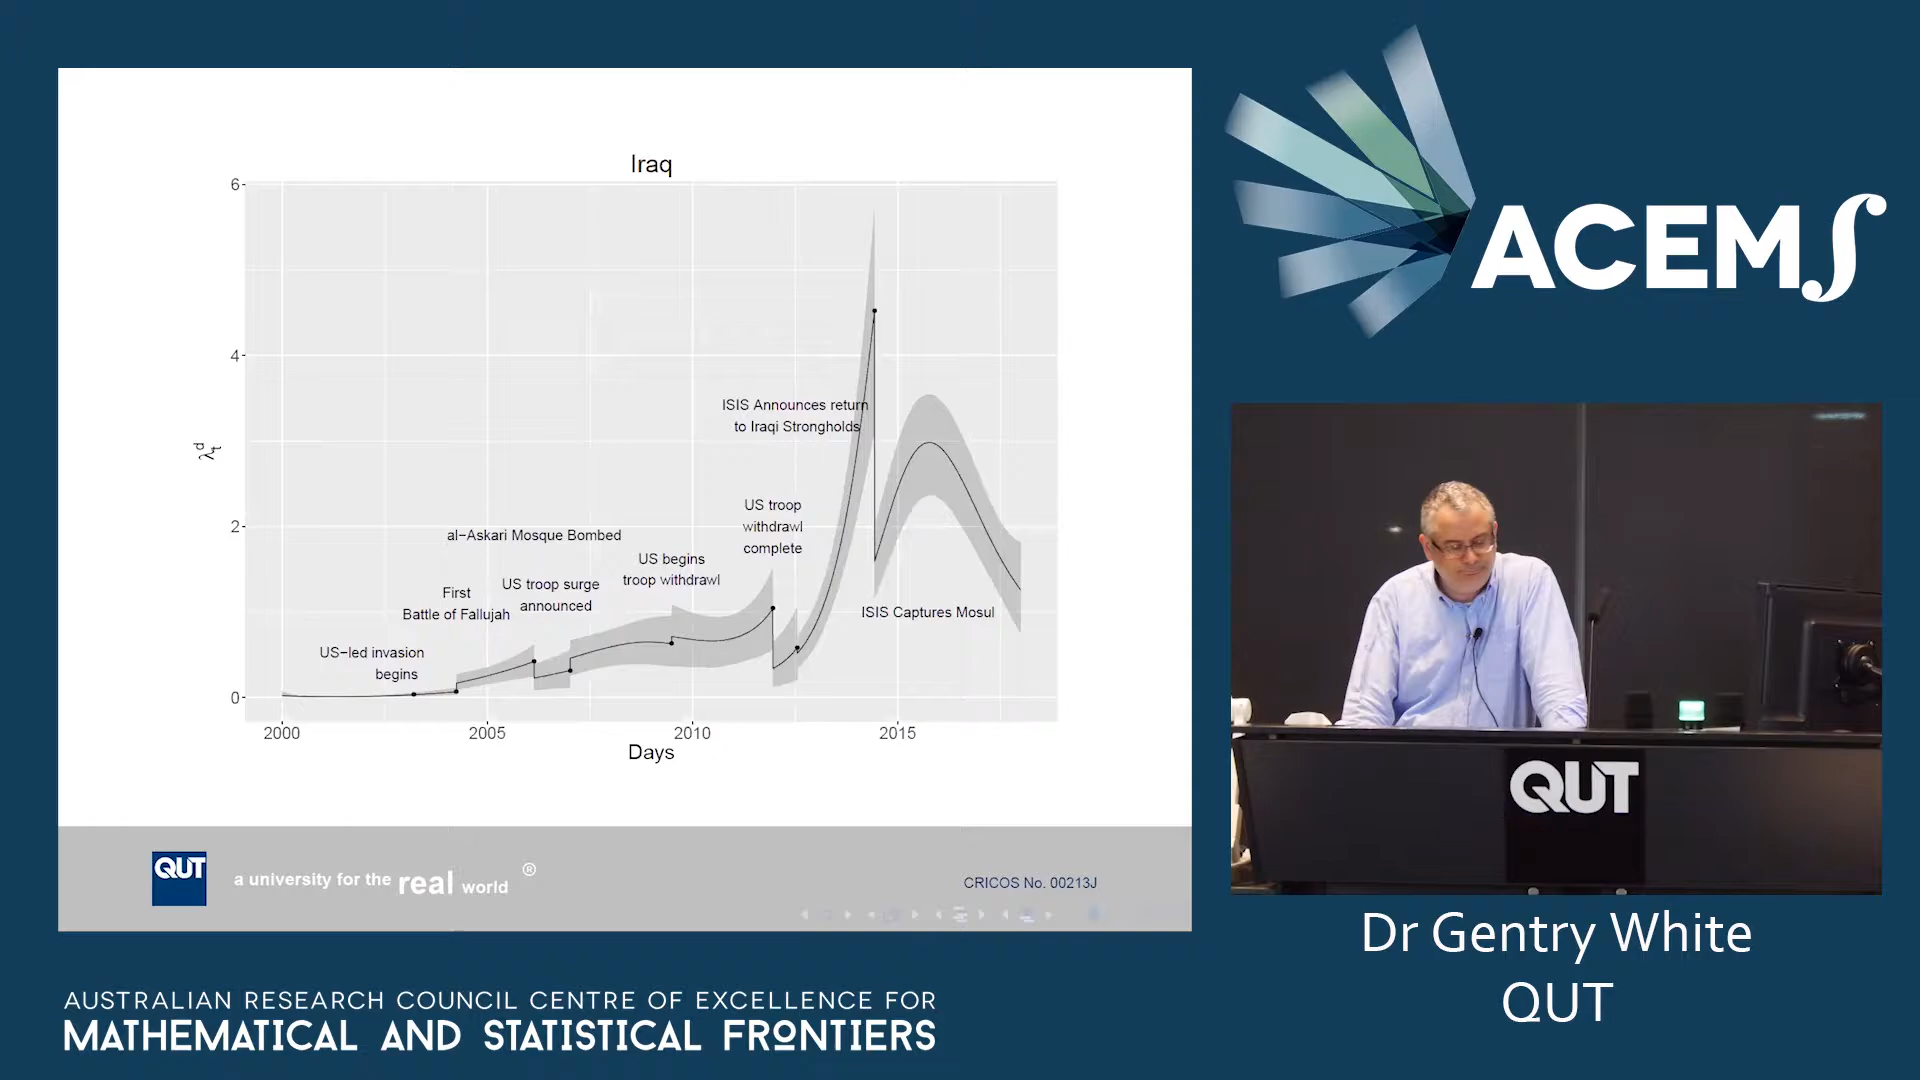 Iraq
6
4
2
0
λ
d
t
ISIS Announces return
to Iraqi Strongholds
US troop
withdrawl
complete
al−Askari Mosque Bombed
US begins
troop withdrawl
First
Battle of Fallujah
US troop surge
announced
US−led invasion
begins
ISIS Captures Mosul
2000 2005 2010 2015
Days
QUT
a university for the real world ®
CRICOS No. 00213J
ACEMS
QUT
Dr Gentry White
QUT
AUSTRALIAN RESEARCH COUNCIL CENTRE OF EXCELLENCE FOR
MATHEMATICAL AND STATISTICAL FRONTIERS